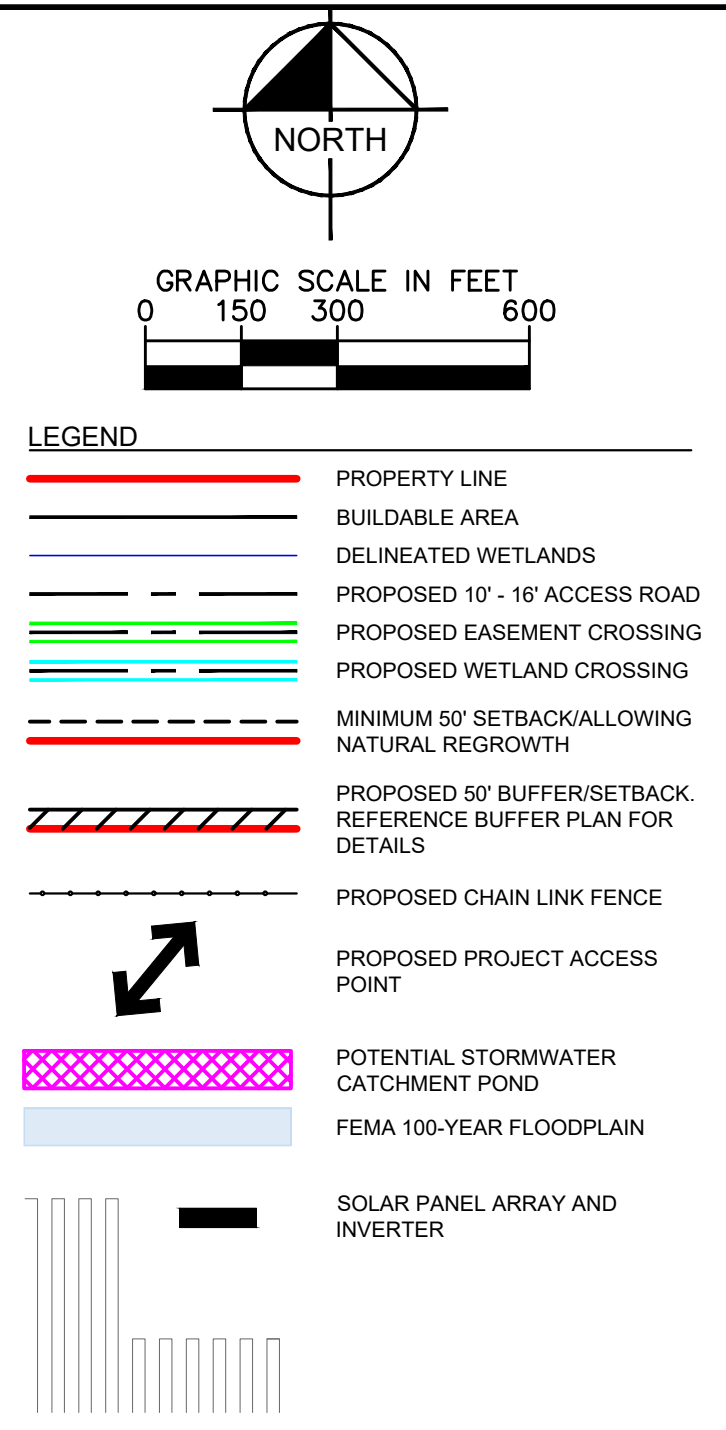 NORTH
GRAPHIC SCALE IN FEET
0 150 300 600
LEGEND
PROPERTY LINE
BUILDABLE AREA
DELINEATED WETLANDS
PROPOSED 10' - 16' ACCESS ROAD
PROPOSED EASEMENT CROSSING
PROPOSED WETLAND CROSSING
MINIMUM 50' SETBACK/ALLOWING
NATURAL REGROWTH
PROPOSED 50' BUFFER/SETBACK.
REFERENCE BUFFER PLAN FOR
DETAILS
PROPOSED CHAIN LINK FENCE
PROPOSED PROJECT ACCESS
POINT
POTENTIAL STORMWATER
CATCHMENT POND
FEMA 100-YEAR FLOODPLAIN
SOLAR PANEL ARRAY AND
INVERTER